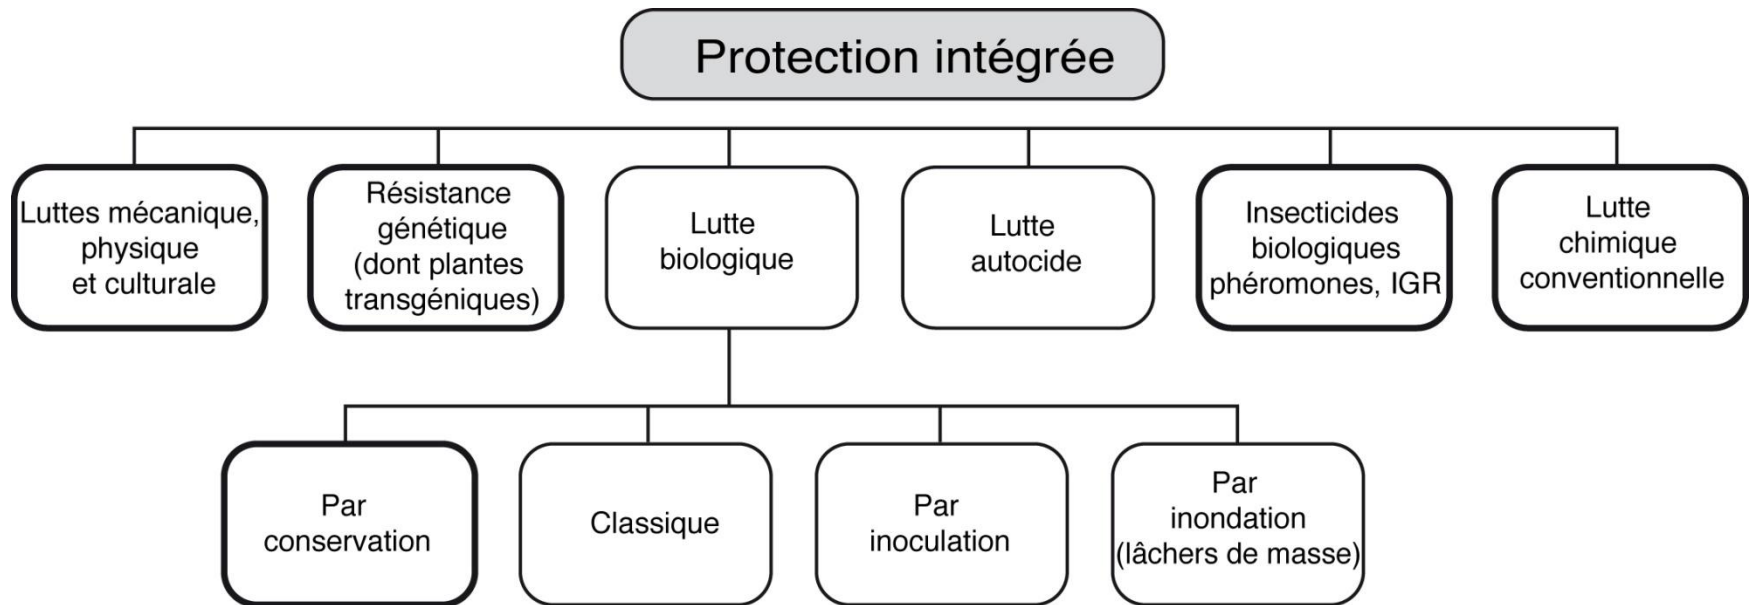 Protection intégrée
Luttes mécanique,
physique
et culturale
Résistance
génétique
(dont plantes
transgéniques)
Lutte
biologique
Lutte
autocide
Insecticides
biologiques
phéromones, IGR
Lutte
chimique
conventionnelle
Par
conservation
Classique
Par
inoculation
Par
inondation
(lâchers de masse)